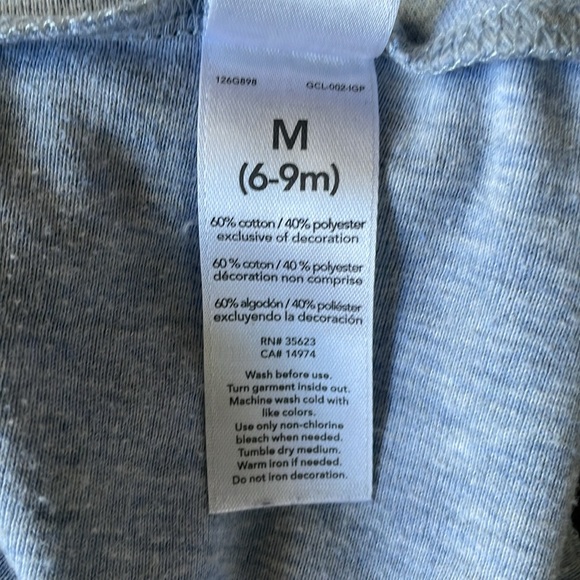 126G898 GCL-002-IGP
M
(6-9m)
60% cotton / 40% polyester
exclusive of decoration
60 % coton / 40 % polyester
décoration non comprise
60% algodón / 40% poliéster
excluyendo la decoración
RN# 35623
CA# 14974
Wash before use.
Turn garment inside out.
Machine wash cold with
like colors.
Use only non-chlorine
bleach when needed.
Tumble dry medium.
Warm iron if needed.
Do not iron decoration.